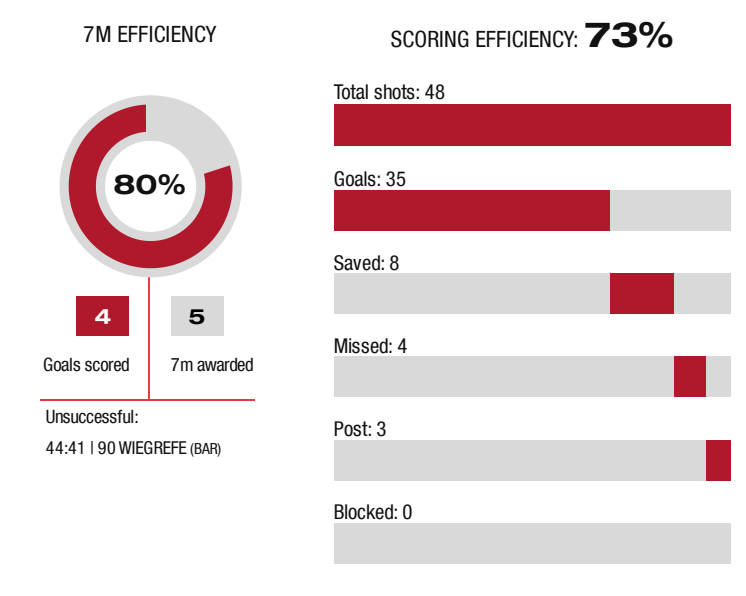 7M EFFICIENCY
80%
4
5
Goals scored
7m awarded
Unsuccessful:
44:41 | 90 WIEGREFE (BAR)
SCORING EFFICIENCY: 73%
Total shots: 48
Goals: 35
Saved: 8
Missed: 4
Post: 3
Blocked: 0